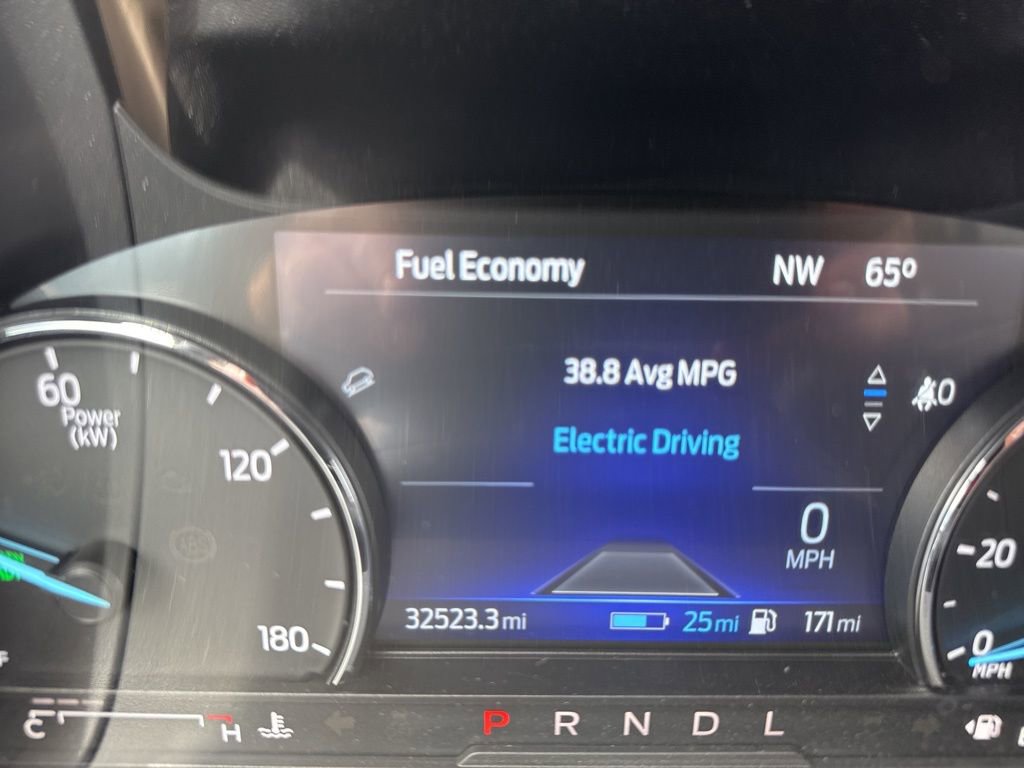 Fuel Economy NW 65º
38.8 Avg MPG
0
Electric Driving
0
MPH
32523.3 mi 25 mi 171 mi
60
Power
(kW)
120
180
20
0
MPH
C H P R N D L